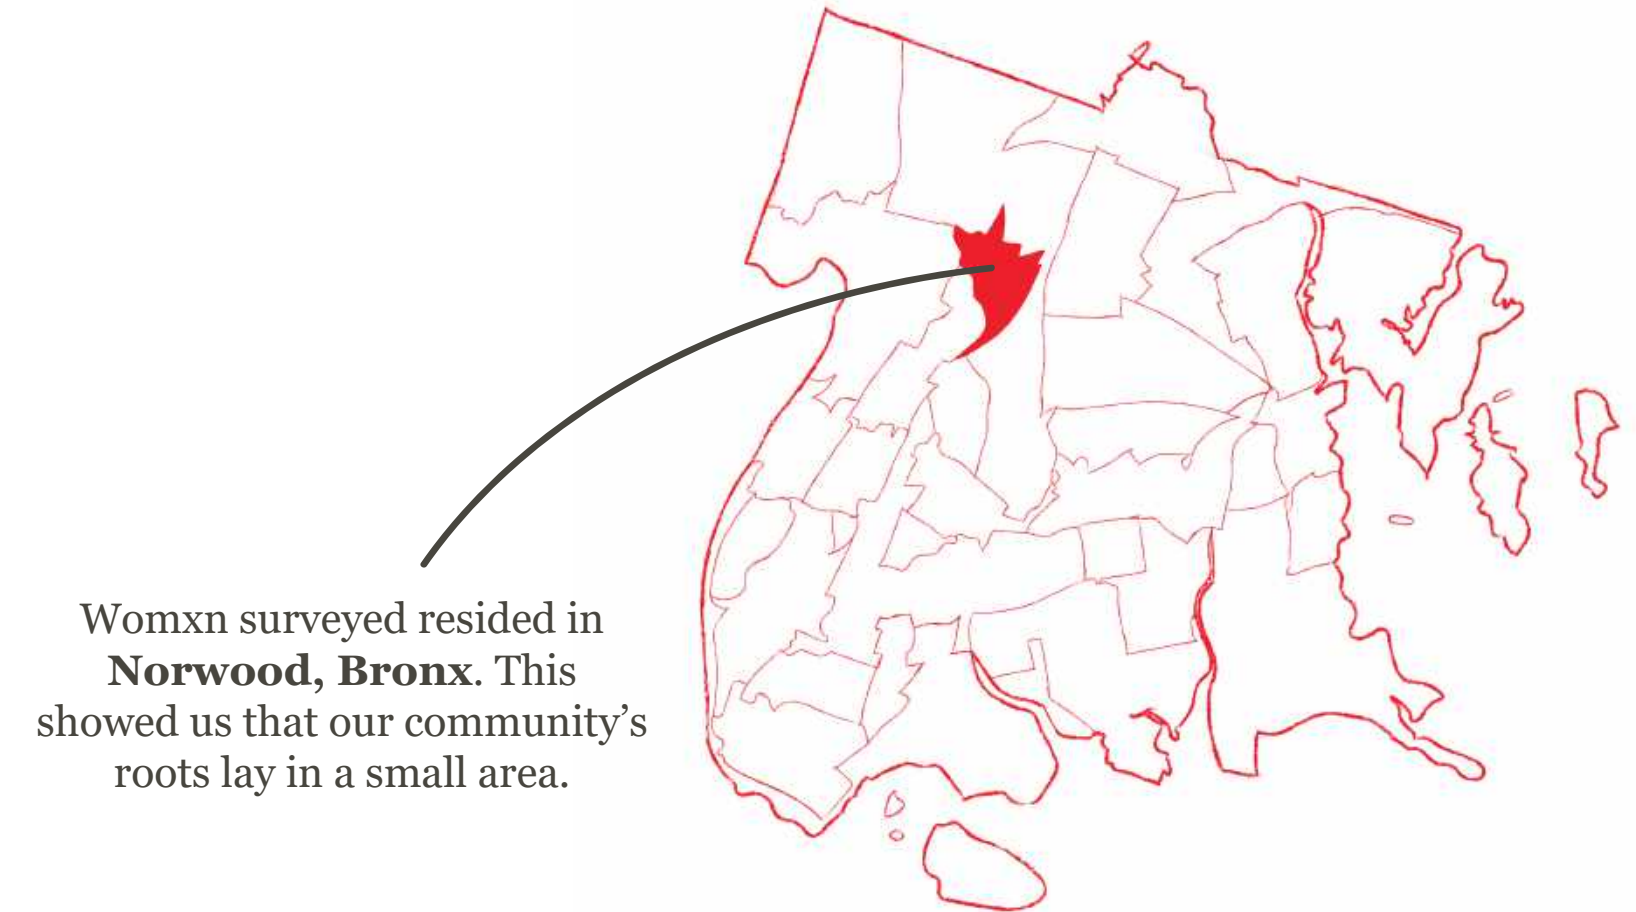 Womxn surveyed resided in
Norwood, Bronx. This
showed us that our community’s
roots lay in a small area.